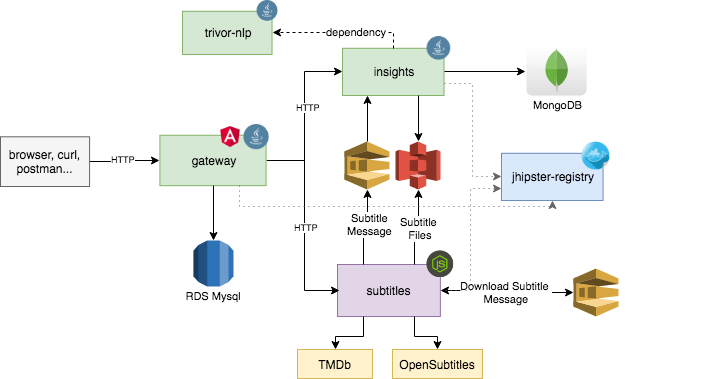 trivor-nlp
dependency
insights
MongoDB
HTTP
browser, curl,
postman...
HTTP
gateway
jhipster-registry
Subtitle
Message
Subtitle
Files
HTTP
RDS Mysql
JS
subtitles
Download Subtitle
Message
TMDb
OpenSubtitles